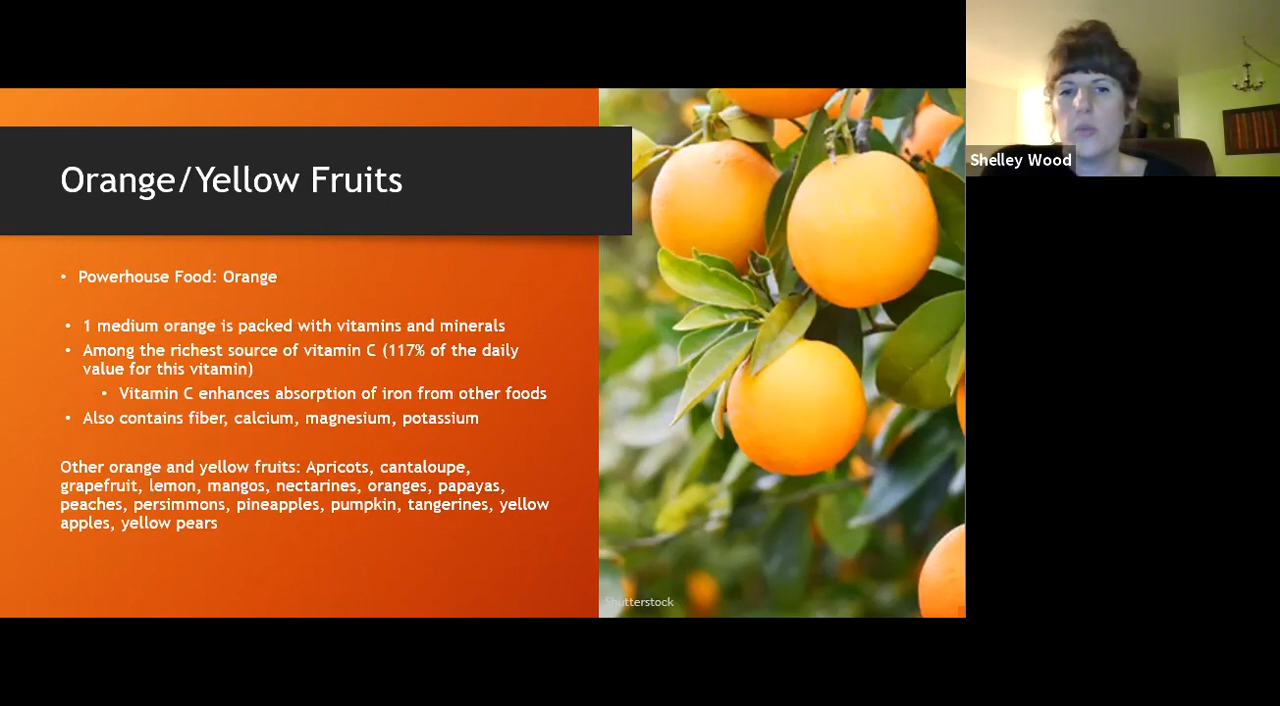 Orange/Yellow Fruits
• Powerhouse Food: Orange
• 1 medium orange is packed with vitamins and minerals
• Among the richest source of vitamin C (117% of the daily
value for this vitamin)
• Vitamin C enhances absorption of iron from other foods
• Also contains fiber, calcium, magnesium, potassium
Other orange and yellow fruits: Apricots, cantaloupe,
grapefruit, lemon, mangos, nectarines, oranges, papayas,
peaches, persimmons, pineapples, pumpkin, tangerines, yellow
apples, yellow pears
Shutterstock
Shelley Wood